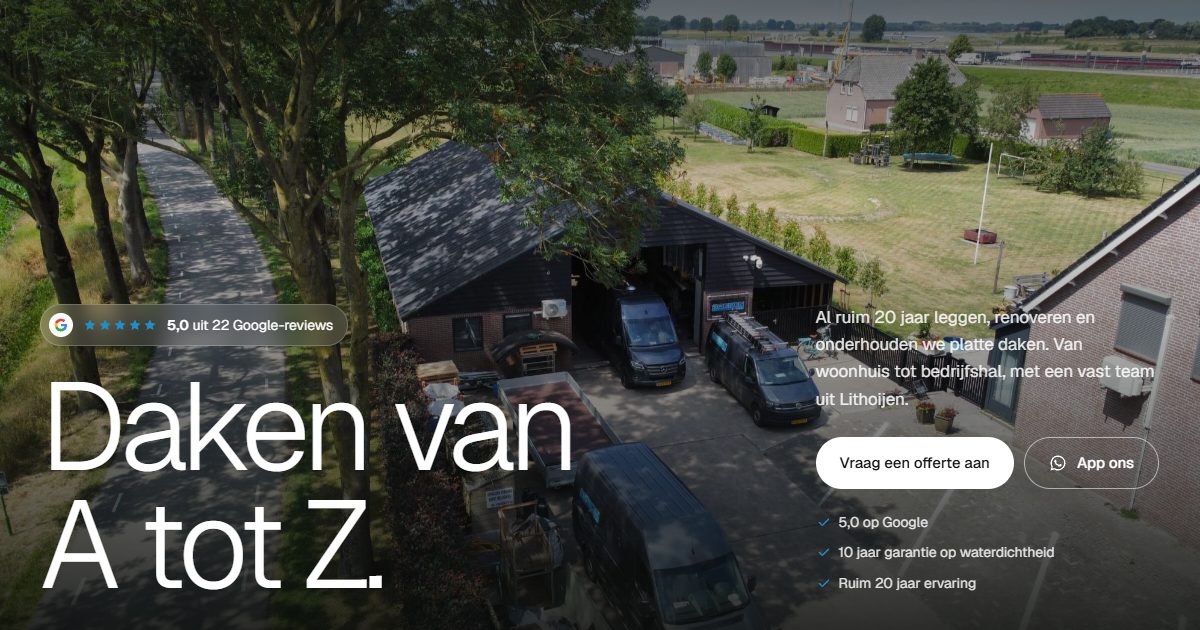 5,0 uit 22 Google-reviews
Daken van
A tot Z.
Al ruim 20 jaar leggen, renoveren en
onderhouden we platte daken. Van
woonhuis tot bedrijfshal, met een vast team
uit Lithoijen.
Vraag een offerte aan
App ons
5,0 op Google
10 jaar garantie op waterdichtheid
Ruim 20 jaar ervaring